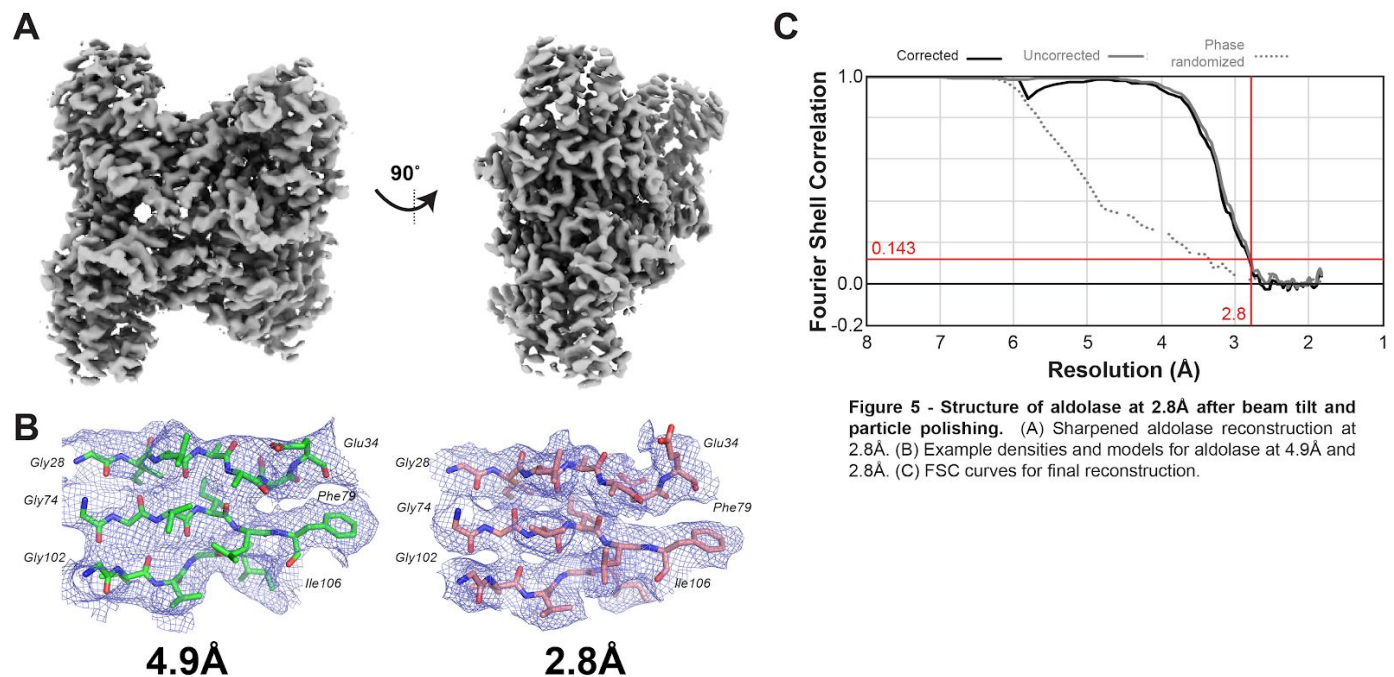 A
90°
B
Gly28
Gly74
Gly102
Glu34
Phe79
Ile106
4.9Å
Gly28
Gly74
Gly102
Glu34
Phe79
Ile106
2.8Å
C
Corrected
Uncorrected
Phase
randomized
Fourier Shell Correlation
1.0
0.143
0.0
-0.2
2.8
8 7 6 5 4 3 2 1
Resolution (Å)
Figure 5 - Structure of aldolase at 2.8Å after beam tilt and
particle polishing. (A) Sharpened aldolase reconstruction at
2.8Å. (B) Example densities and models for aldolase at 4.9Å and
2.8Å. (C) FSC curves for final reconstruction.